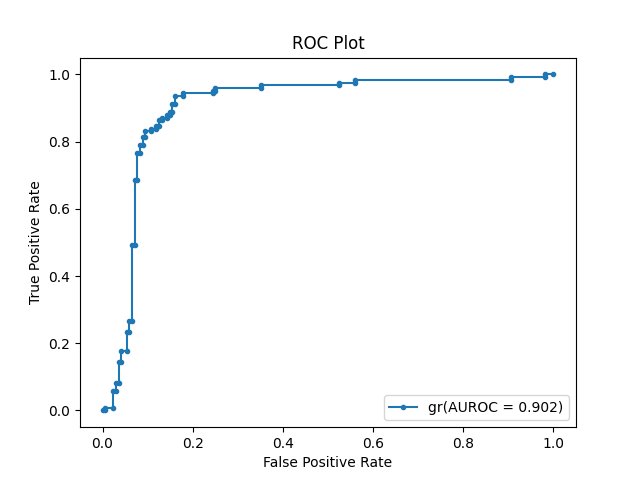 ROC Plot
1.0
0.8
0.6
0.4
0.2
0.0
True Positive Rate
gr(AUROC = 0.902)
0.0 0.2 0.4 0.6 0.8 1.0
False Positive Rate